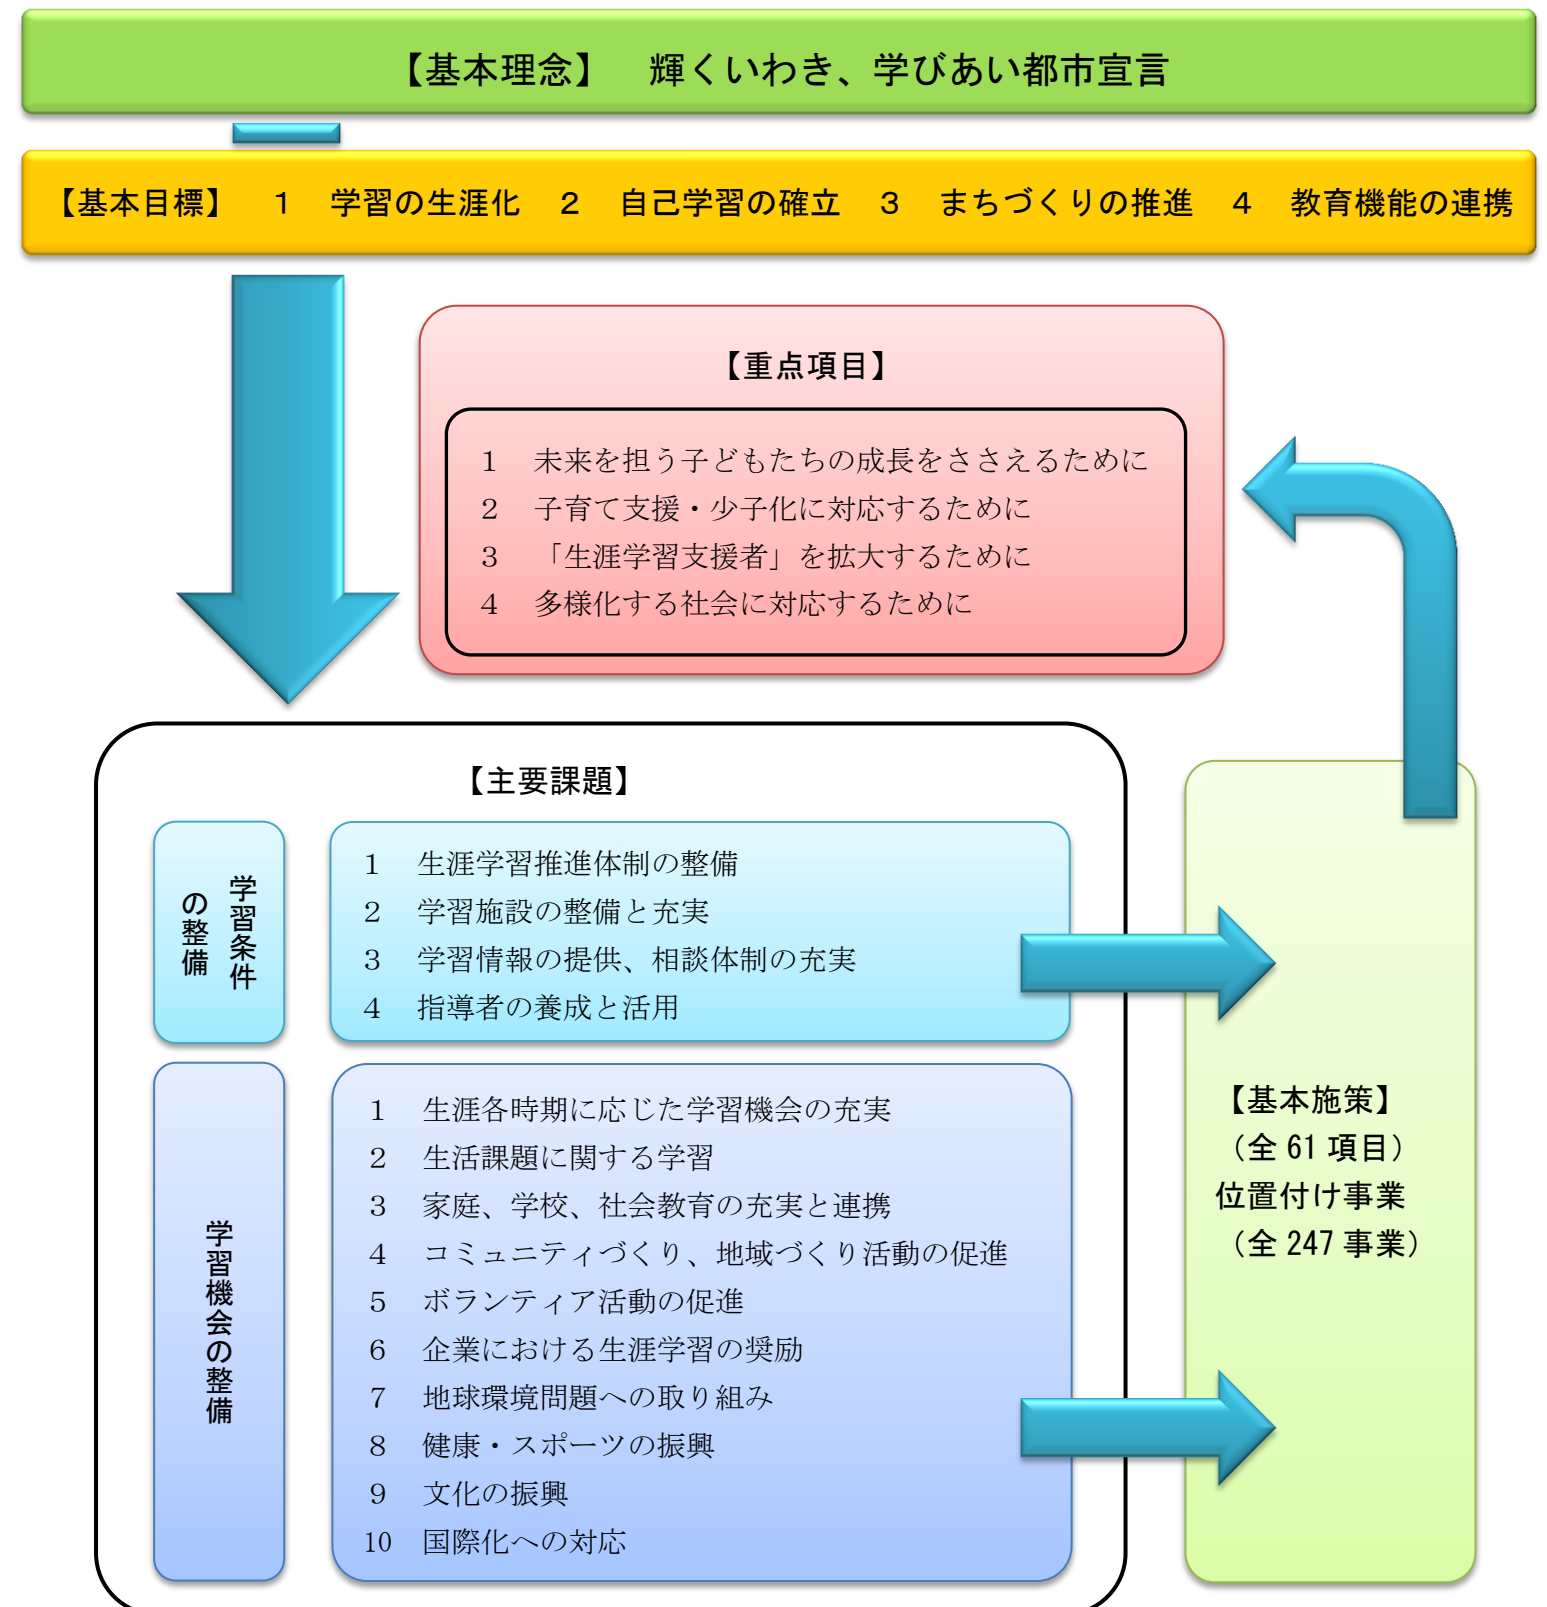 【基本理念】　輝くいわき、学びあい都市宣言
【基本目標】　１　学習の生涯化　２　自己学習の確立　３　まちづくりの推進　４　教育機能の連携
【重点項目】
１　未来を担う子どもたちの成長をささえるために
２　子育て支援・少子化に対応するために
３　「生涯学習支援者」を拡大するために
４　多様化する社会に対応するために
【主要課題】
学習条件
の整備
１　生涯学習推進体制の整備
２　学習施設の整備と充実
３　学習情報の提供、相談体制の充実
４　指導者の養成と活用
学習機会の整備
１　生涯各時期に応じた学習機会の充実
２　生活課題に関する学習
３　家庭、学校、社会教育の充実と連携
４　コミュニティづくり、地域づくり活動の促進
５　ボランティア活動の促進
６　企業における生涯学習の奨励
７　地球環境問題への取り組み
８　健康・スポーツの振興
９　文化の振興
10　国際化への対応
【基本施策】
（全 61 項目）
位置付け事業
（全 247 事業）